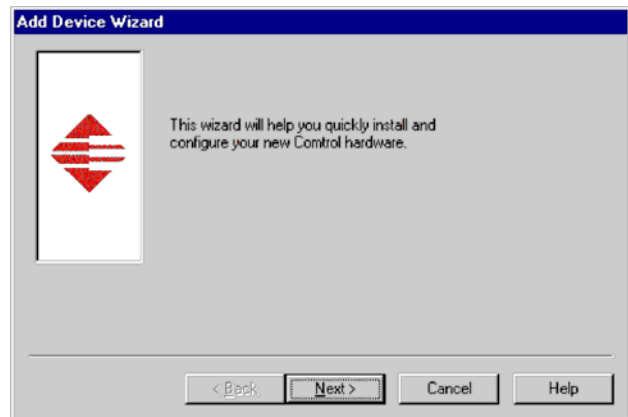 Add Device Wizard
This wizard will help you quickly install and
configure your new Comtrol hardware.
< Back
Next >
Cancel
Help